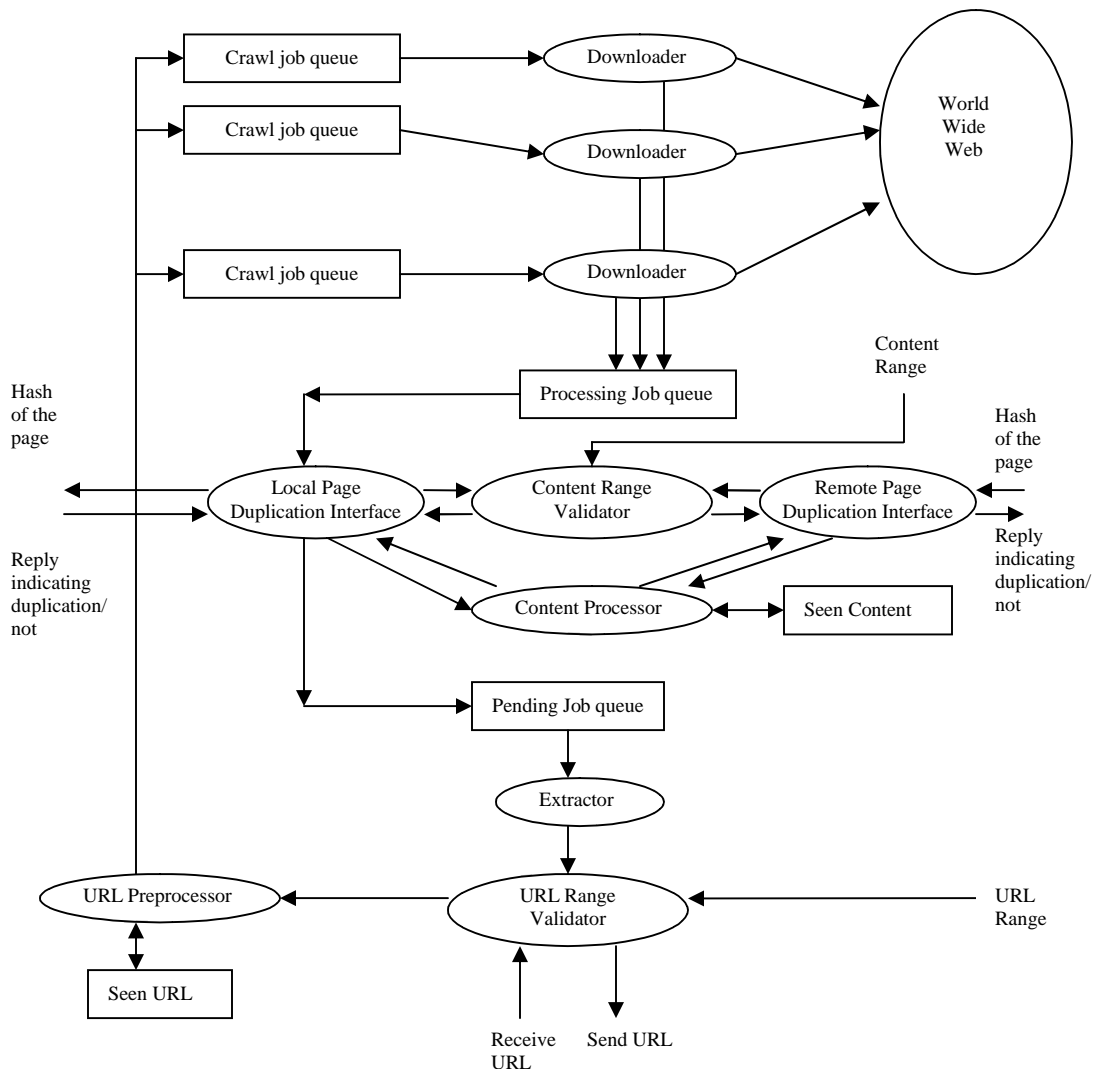 Crawl job queue
Downloader
World
Wide
Web
Crawl job queue
Downloader
Crawl job queue
Downloader
Content
Range
Processing Job queue
Hash
of the
page
Hash
of the
page
Local Page
Duplication Interface
Content Range
Validator
Remote Page
Duplication Interface
Reply
indicating
duplication/
not
Reply
indicating
duplication/
not
Content Processor
Seen Content
Pending Job queue
Extractor
URL Preprocessor
URL Range
Validator
URL
Range
Seen URL
Receive
URL
Send URL